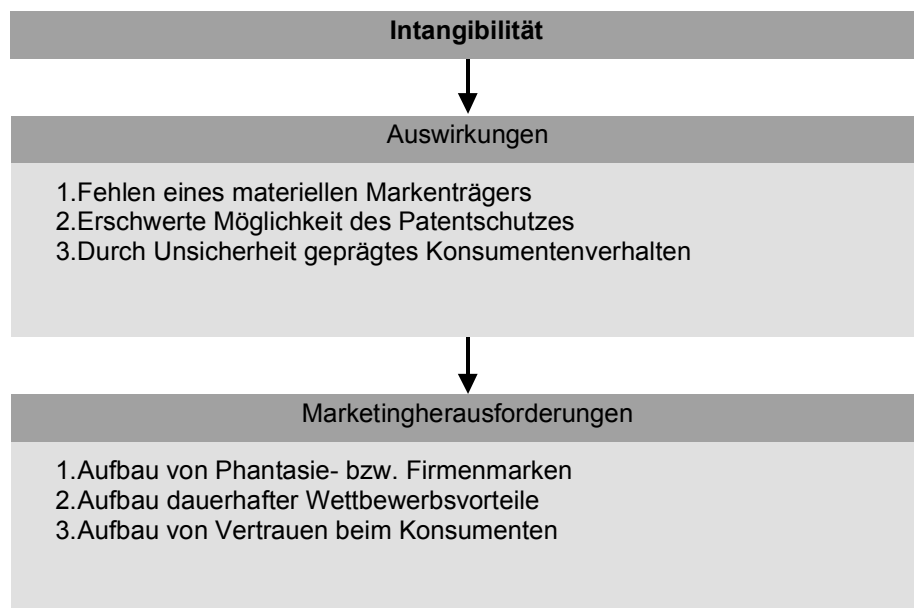 Intangibilität
Auswirkungen
1.Fehlen eines materiellen Markenträgers
2.Erschwerte Möglichkeit des Patentschutzes
3.Durch Unsicherheit geprägtes Konsumentenverhalten
Marketingherausforderungen
1.Aufbau von Phantasie- bzw. Firmenmarken
2.Aufbau dauerhafter Wettbewerbsvorteile
3.Aufbau von Vertrauen beim Konsumenten